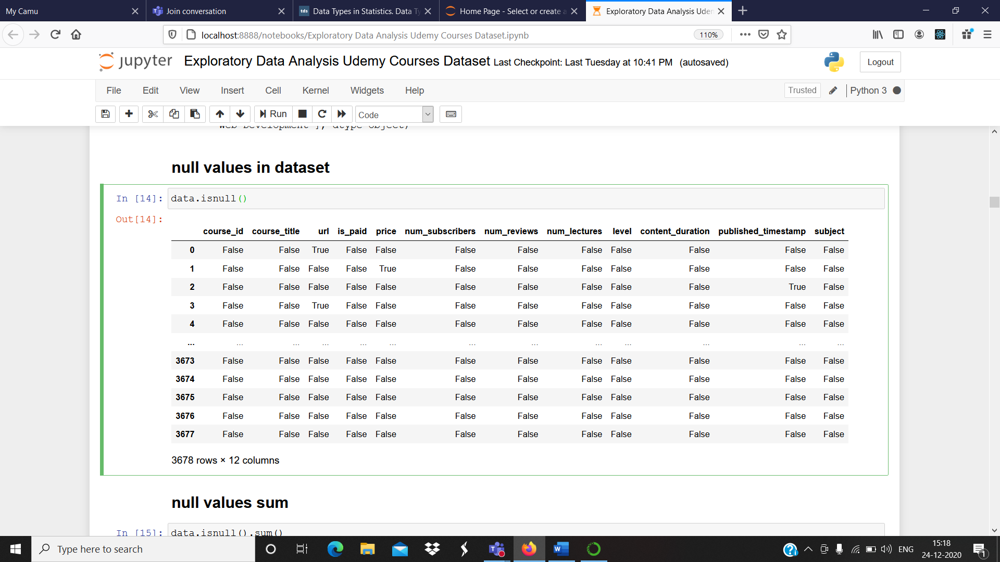 My Camu
Join conversation
tds Data Types in Statistics. Data Ty
Home Page - Select or create a
Exploratory Data Analysis Uden
localhost:8888/notebooks/Exploratory Data Analysis Udemy Courses Dataset.ipynb
110%
jupyter Exploratory Data Analysis Udemy Courses Dataset Last Checkpoint: Last Tuesday at 10:41 PM (autosaved)
Logout
File Edit View Insert Cell Kernel Widgets Help
Trusted Python 3
Run Code
null values in dataset
In [14]: data.isnull()
Out[14]:
course_id course_title url is_paid price num_subscribers num_reviews num_lectures level content_duration published_timestamp subject
0 False False True False False False False False False False False False
1 False False False False True False False False False False False False
2 False False False False False False False False False False True False
3 False False True False False False False False False False False False
4 False False False False False False False False False False False False
... ... ... ... ... ... ... ... ... ... ... ... ...
3673 False False False False False False False False False False False False
3674 False False False False False False False False False False False False
3675 False False False False False False False False False False False False
3676 False False False False False False False False False False False False
3677 False False False False False False False False False False False False
3678 rows × 12 columns
null values sum
In [15]: data.isnull().sum()
Type here to search
ENG
15:18
24-12-2020
1